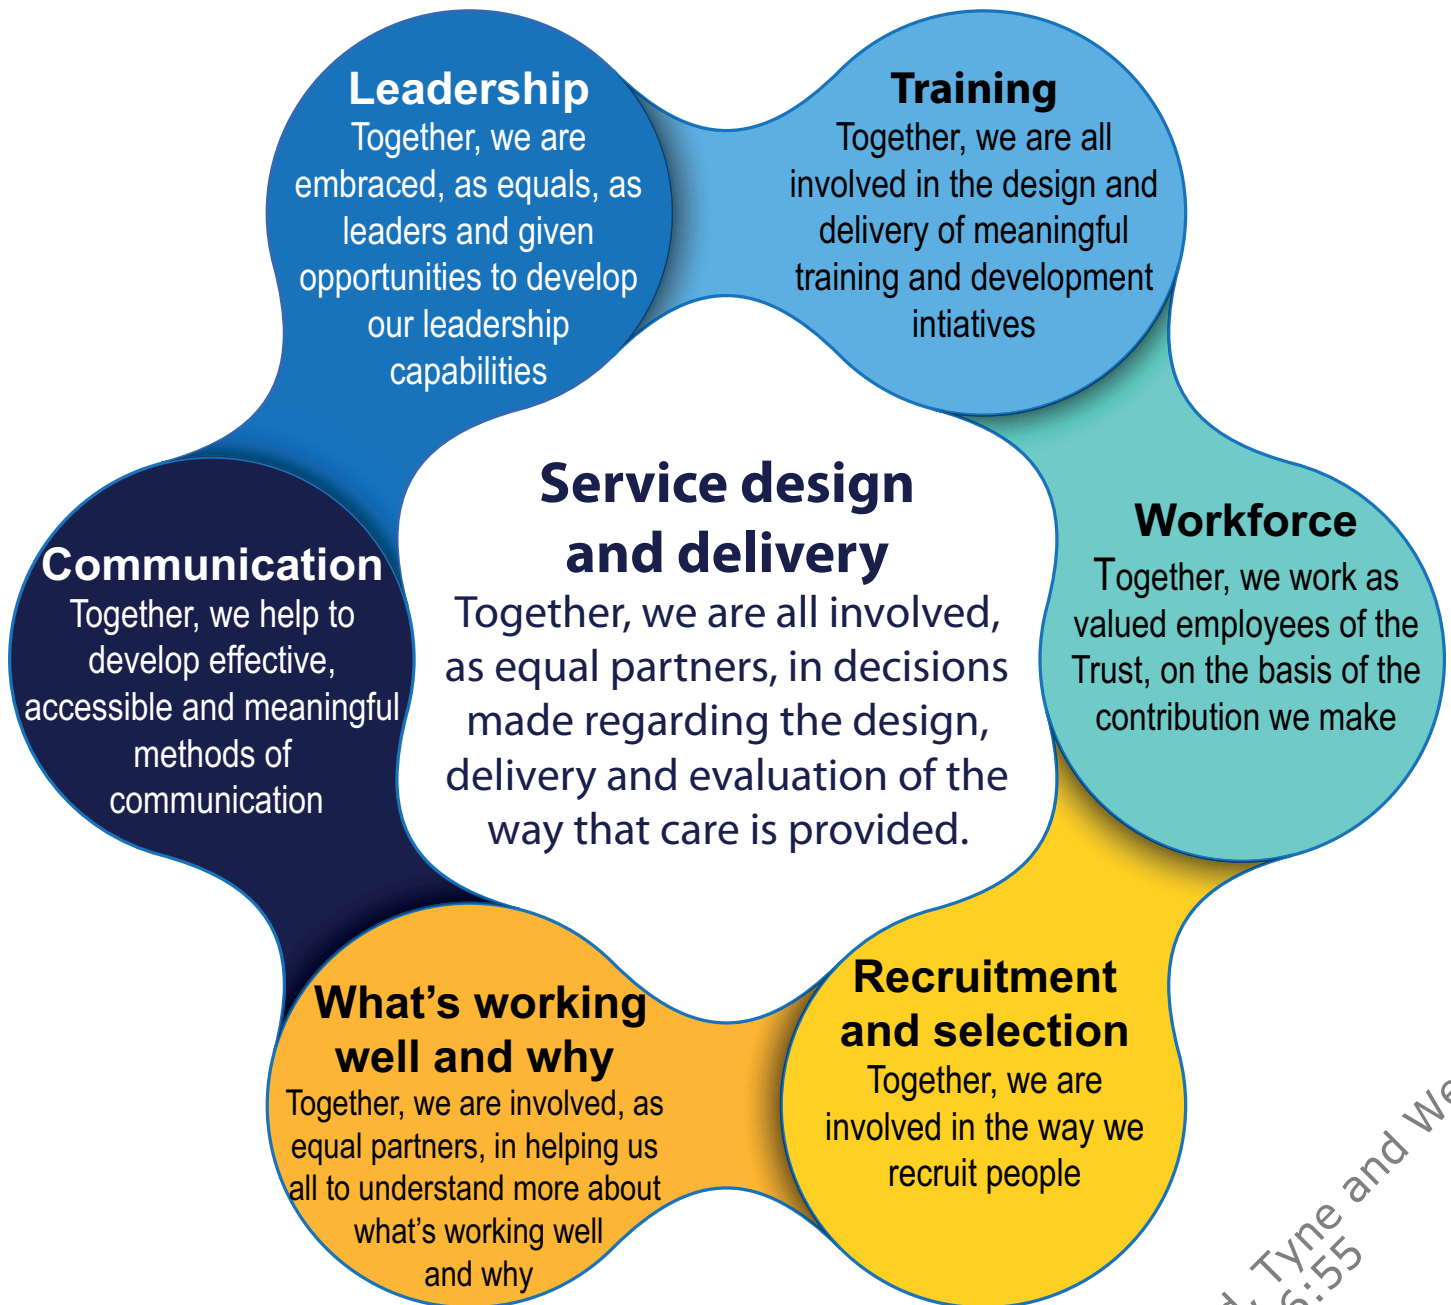 Leadership
Together, we are
embraced, as equals, as
leaders and given
opportunities to develop
our leadership
capabilities
Training
Together, we are all
involved in the design and
delivery of meaningful
training and development
intiatives
Workforce
Together, we work as
valued employees of the
Trust, on the basis of the
contribution we make
Recruitment
and selection
Together, we are
involved in the way we
recruit people
What’s working
well and why
Together, we are involved, as
equal partners, in helping us
all to understand more about
what’s working well
and why
Communication
Together, we help to
develop effective,
accessible and meaningful
methods of
communication
Service design
and delivery
Together, we are all involved,
as equal partners, in decisions
made regarding the design,
delivery and evaluation of the
way that care is provided.
Tyne and